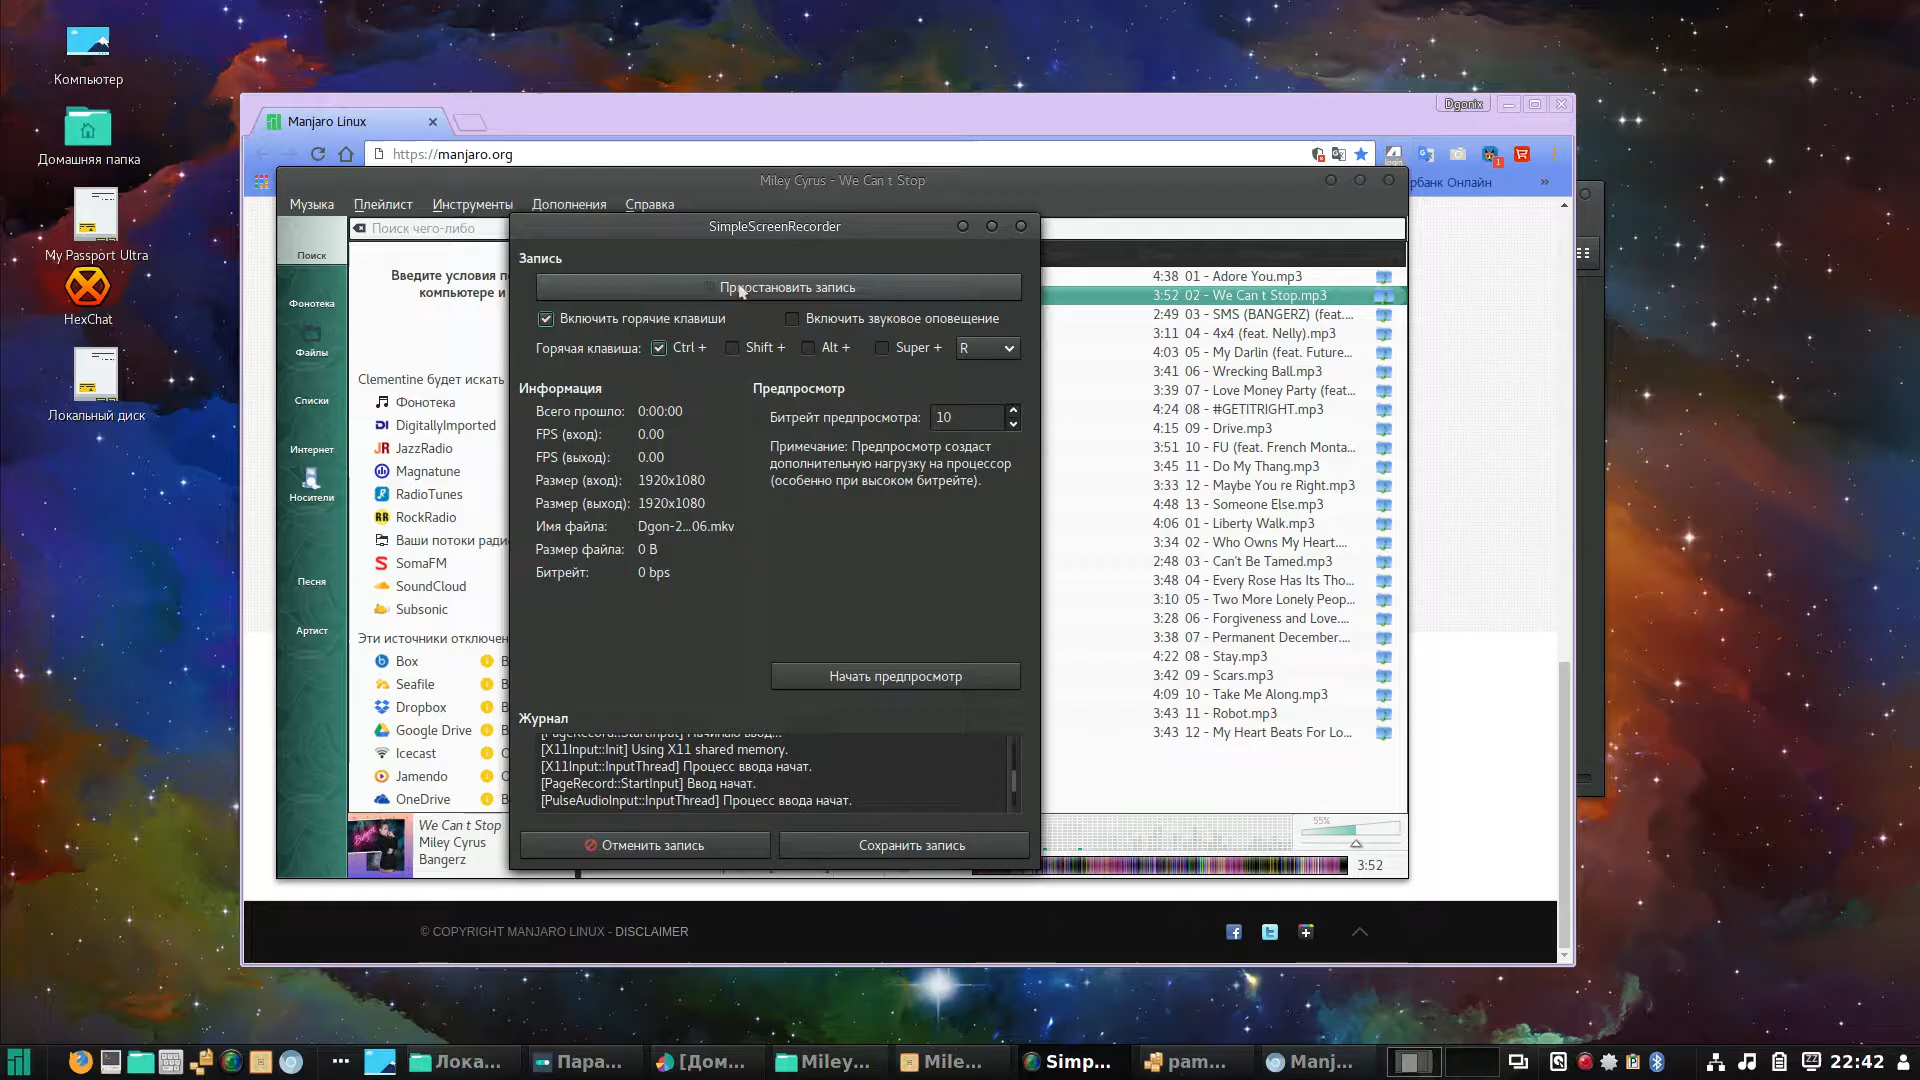 Компьютер
Домашняя папка
My Passport Ultra
HexChat
Локальный диск
Dgonix
Manjaro Linux
https://manjaro.org
login
1
рбанк Онлайн
»
Miley Cyrus - We Can t Stop
Музыка Плейлист Инструменты Дополнения Справка
Поиск чего-либо
Поиск
Фонотека
Файлы
Списки
Интернет
Носители
Песня
Артист
Введите условия п
компьютере и
Clementine будет искать
Фонотека
DigitallyImported
JazzRadio
Magnatune
RadioTunes
RockRadio
Ваши потоки ради
SomaFM
SoundCloud
Subsonic
Эти источники отключен
Box
Seafile
Dropbox
Google Drive
Icecast
Jamendo
OneDrive
We Can t Stop
Miley Cyrus
Bangerz
SimpleScreenRecorder
Запись
Приостановить запись
Включить горячие клавиши
Включить звуковое оповещение
Горячая клавиша: Ctrl + Shift + Alt + Super + R
Информация
Всего прошло: 0:00:00
FPS (вход): 0.00
FPS (выход): 0.00
Размер (вход): 1920x1080
Размер (выход): 1920x1080
Имя файла: Dgon-2...06.mkv
Размер файла: 0 B
Битрейт: 0 bps
Предпросмотр
Битрейт предпросмотра: 10
Примечание: Предпросмотр создаст
дополнительную нагрузку на процессор
(особенно при высоком битрейте).
Начать предпросмотр
Журнал
[PageRecord::StartInput] Начинаю ввод...
[X11Input::Init] Using X11 shared memory.
[X11Input::InputThread] Процесс ввода начат.
[PageRecord::StartInput] Ввод начат.
[PulseAudioInput::InputThread] Процесс ввода начат.
Отменить запись
Сохранить запись
4:38 01 - Adore You.mp3
3:52 02 - We Can t Stop.mp3
2:49 03 - SMS (BANGERZ) (feat....
3:11 04 - 4x4 (feat. Nelly).mp3
4:03 05 - My Darlin (feat. Future...
3:41 06 - Wrecking Ball.mp3
3:39 07 - Love Money Party (feat...
4:24 08 - #GETITRIGHT.mp3
4:15 09 - Drive.mp3
3:51 10 - FU (feat. French Monta...
3:45 11 - Do My Thang.mp3
3:33 12 - Maybe You re Right.mp3
4:48 13 - Someone Else.mp3
4:06 01 - Liberty Walk.mp3
3:34 02 - Who Owns My Heart....
2:48 03 - Can't Be Tamed.mp3
3:48 04 - Every Rose Has Its Tho...
3:10 05 - Two More Lonely Peop...
3:28 06 - Forgiveness and Love....
3:38 07 - Permanent December....
4:22 08 - Stay.mp3
3:42 09 - Scars.mp3
4:09 10 - Take Me Along.mp3
3:43 11 - Robot.mp3
3:43 12 - My Heart Beats For Lo...
55%
3:52
© COPYRIGHT MANJARO LINUX - DISCLAIMER
Лока... Пара... [Дом... Miley... Mile... Simp... pam... Manj...
22:42